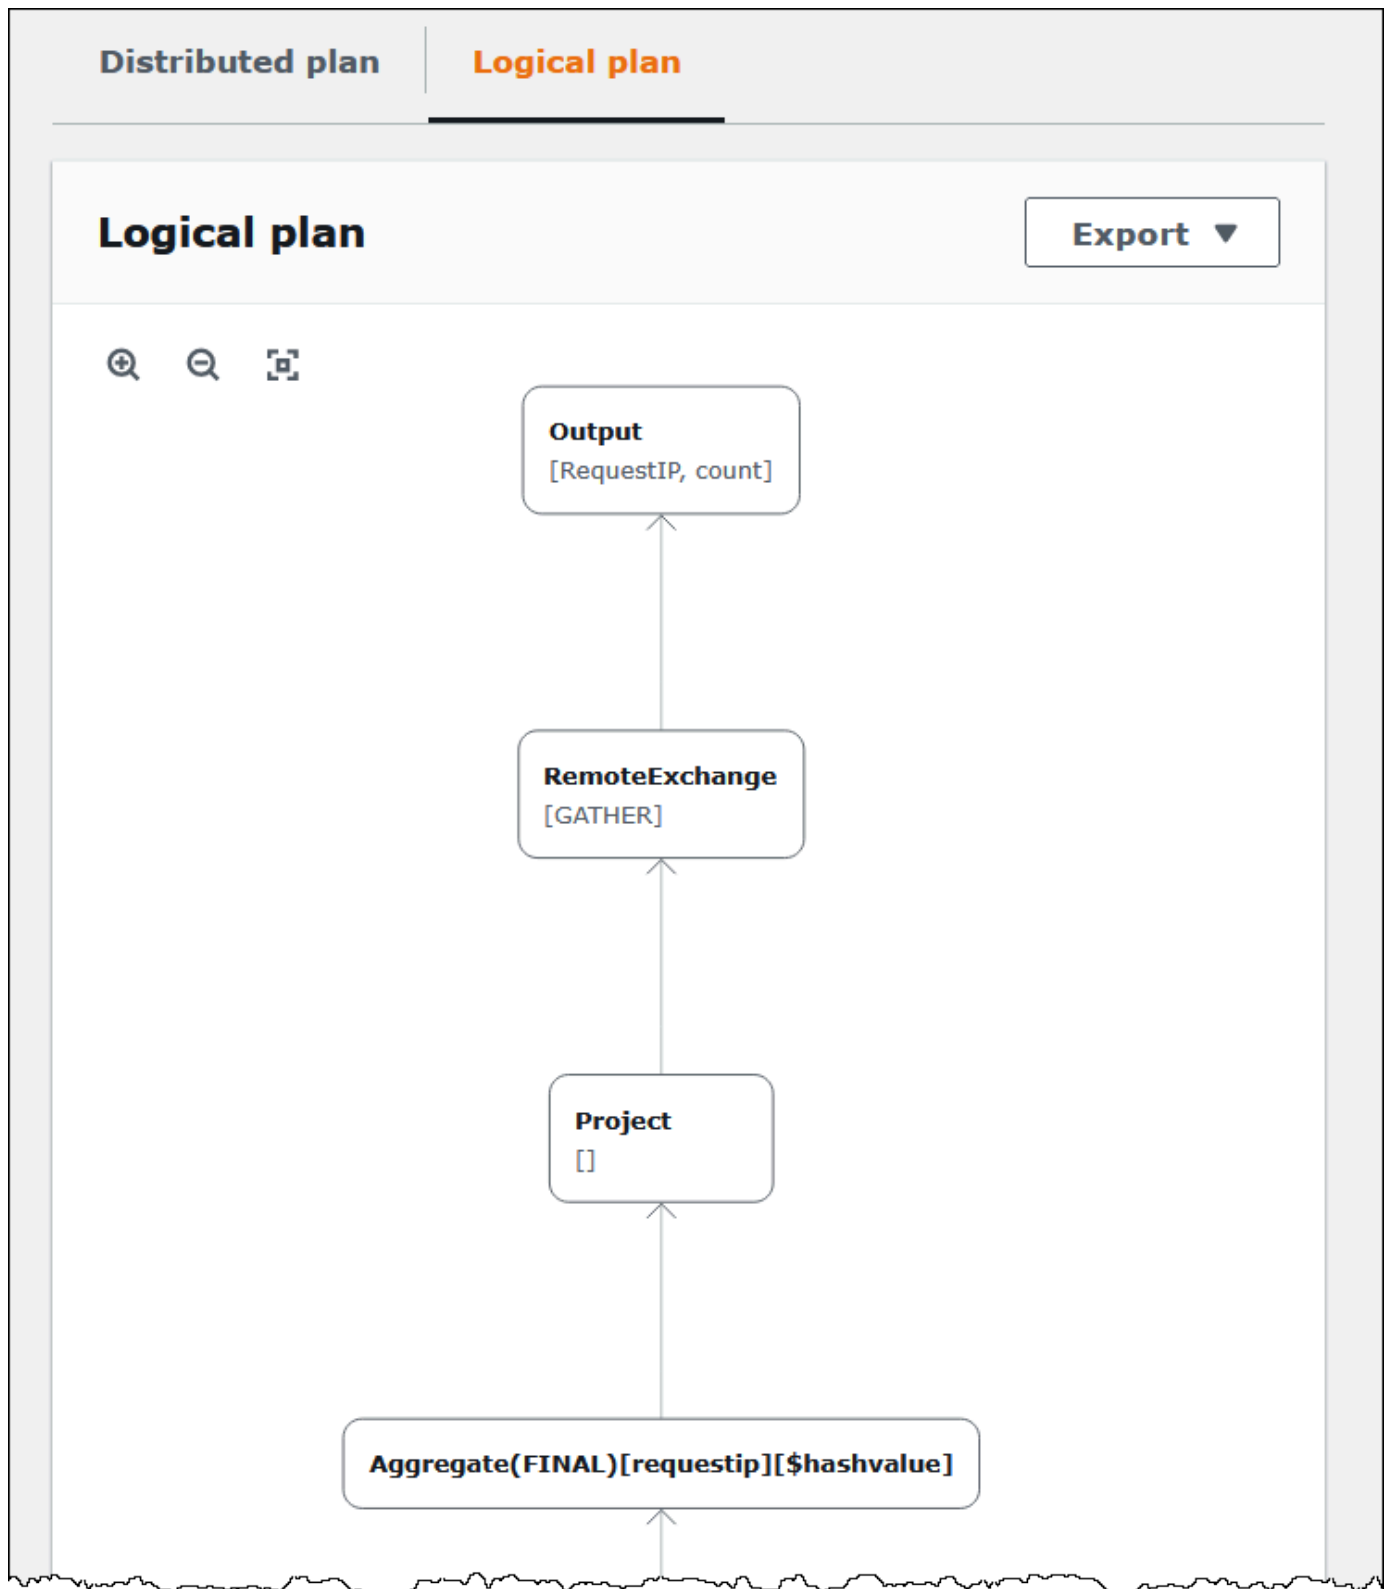 Distributed plan
Logical plan
Logical plan
Export
Output
[RequestIP, count]
RemoteExchange
[GATHER]
Project
[]
Aggregate(FINAL)[requestip][$hashvalue]